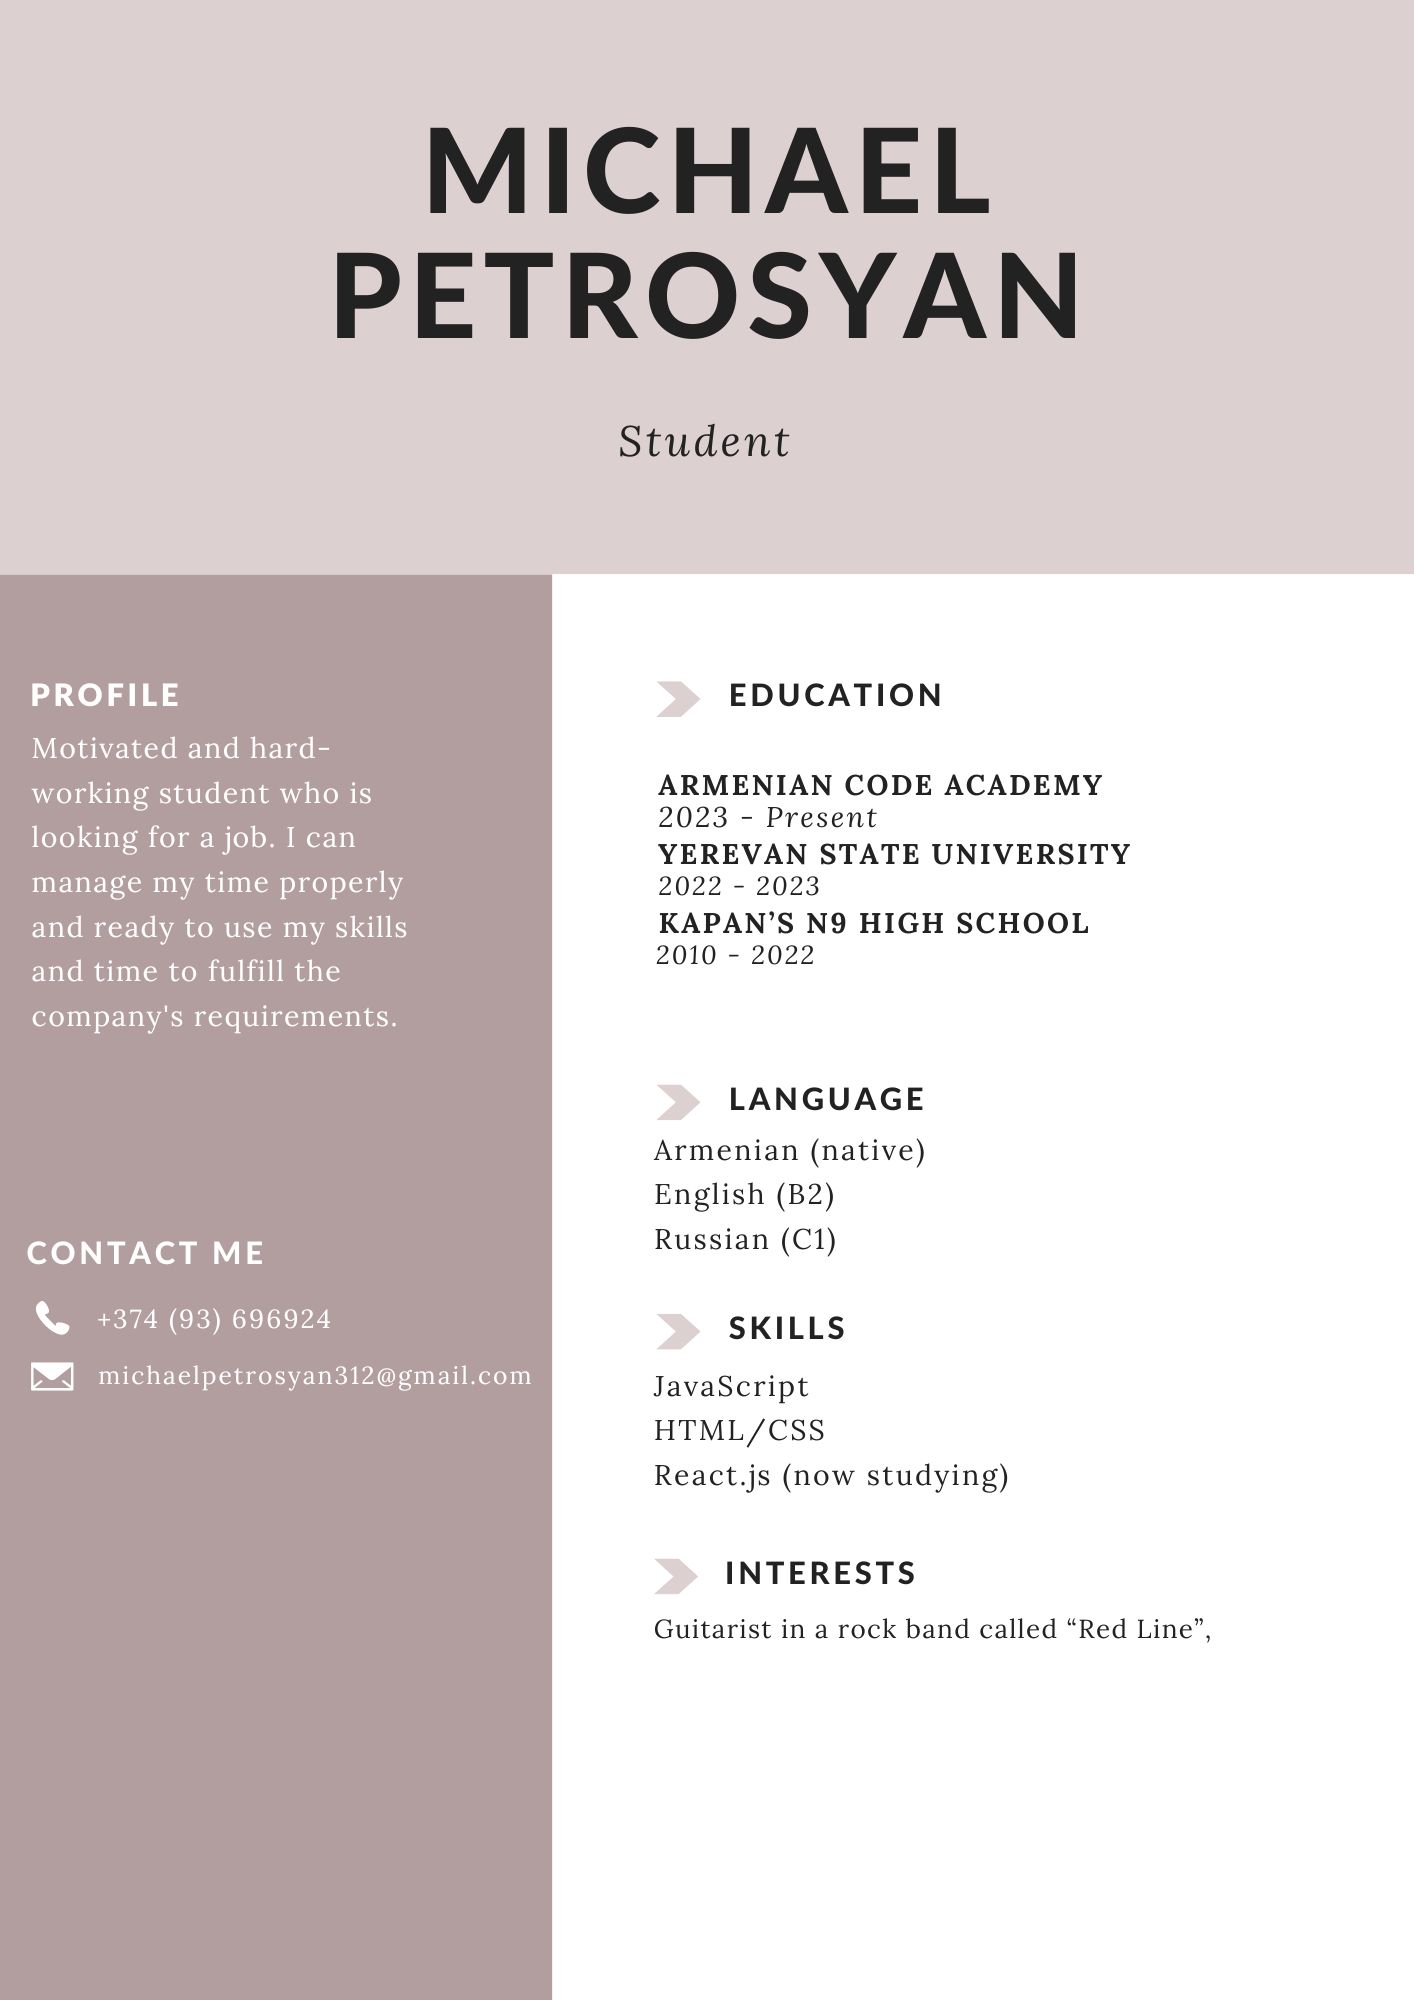 MICHAEL
PETROSYAN
Student
PROFILE
Motivated and hard-
working student who is
looking for a job. I can
manage my time properly
and ready to use my skills
and time to fulfill the
company's requirements.
CONTACT ME
+374 (93) 696924
michaelpetrosyan312@gmail.com
EDUCATION
ARMENIAN CODE ACADEMY
2023 - Present
YEREVAN STATE UNIVERSITY
2022 - 2023
KAPAN’S N9 HIGH SCHOOL
2010 - 2022
LANGUAGE
Armenian (native)
English (B2)
Russian (C1)
SKILLS
JavaScript
HTML/CSS
React.js (now studying)
INTERESTS
Guitarist in a rock band called “Red Line”,